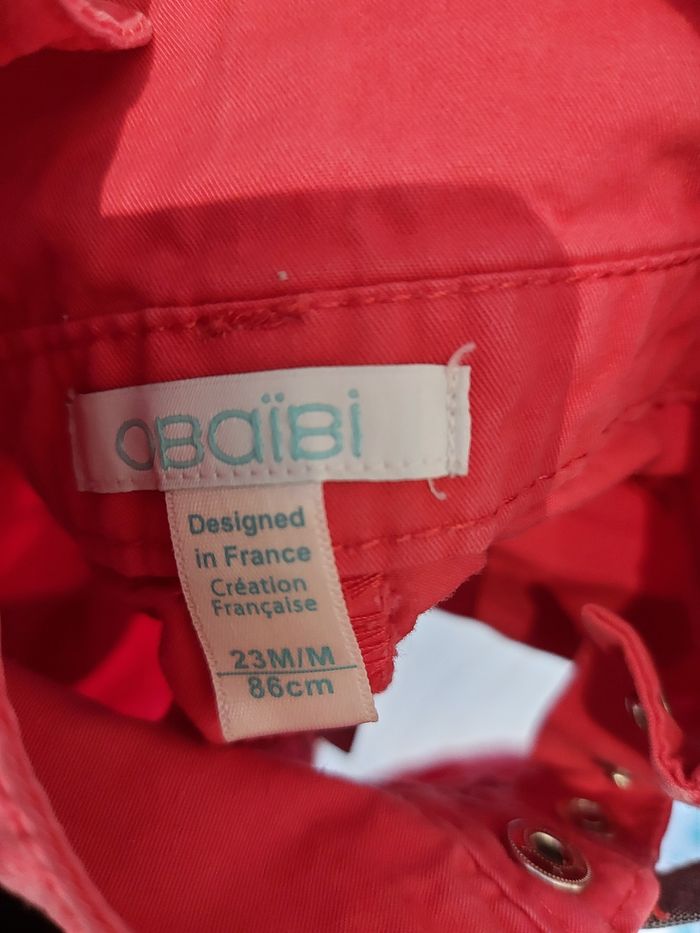 OBaïBi
Designed
in France
Création
Française
23M/M
86cm